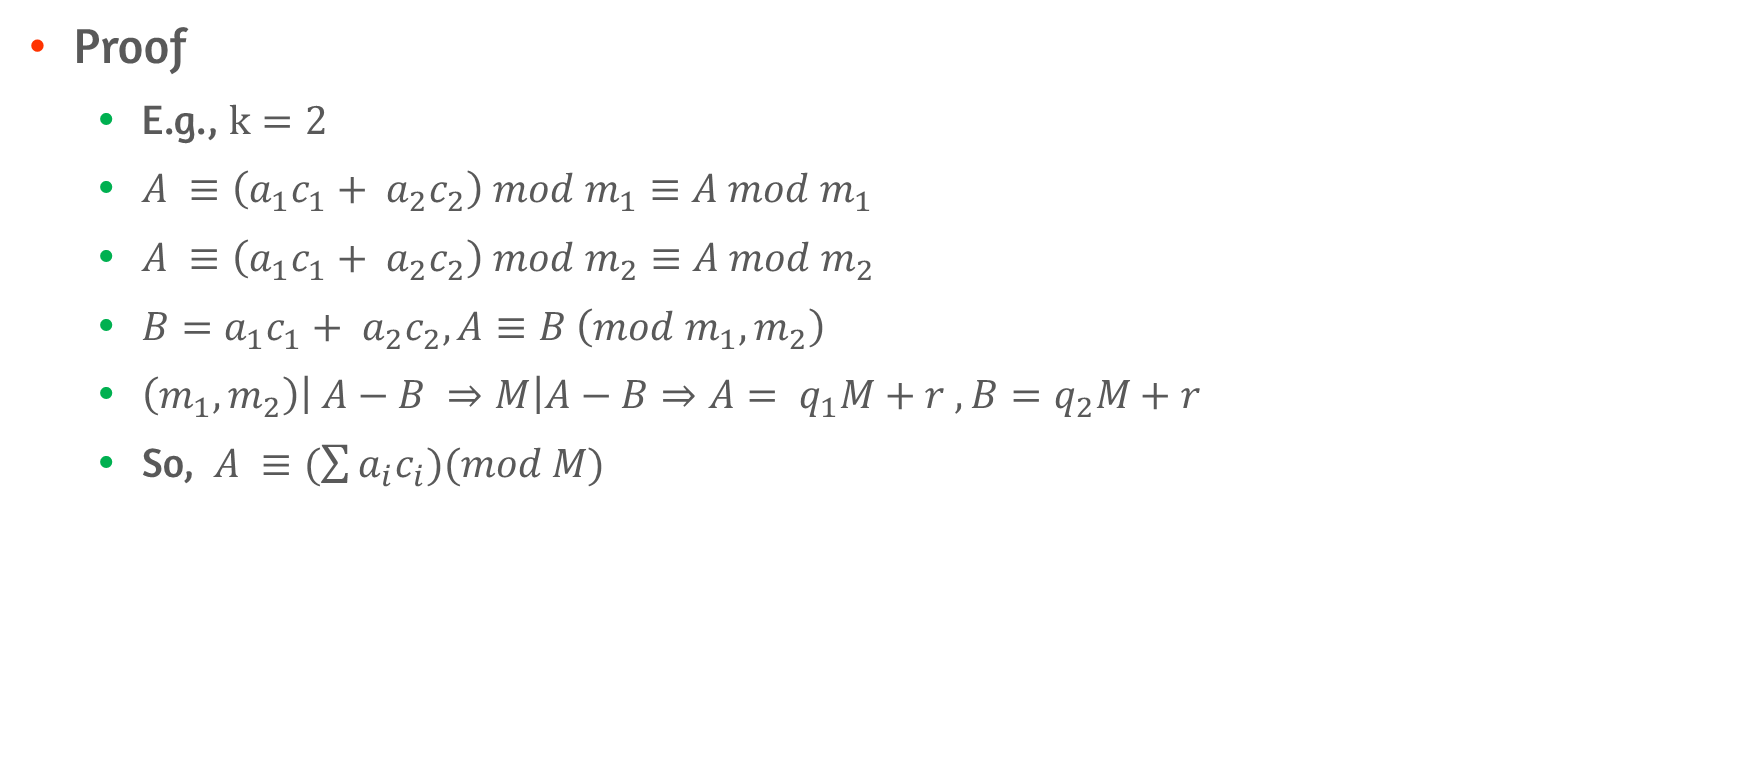 • Proof
• E.g., k = 2
• A ≡ (a₁c₁ + a₂c₂) mod m₁ ≡ A mod m₁
• A ≡ (a₁c₁ + a₂c₂) mod m₂ ≡ A mod m₂
• B = a₁c₁ + a₂c₂, A ≡ B (mod m₁, m₂)
• (m₁, m₂)| A − B ⇒ M|A − B ⇒ A = q₁M + r , B = q₂M + r
• So, A ≡ (∑ aᵢcᵢ)(mod M)